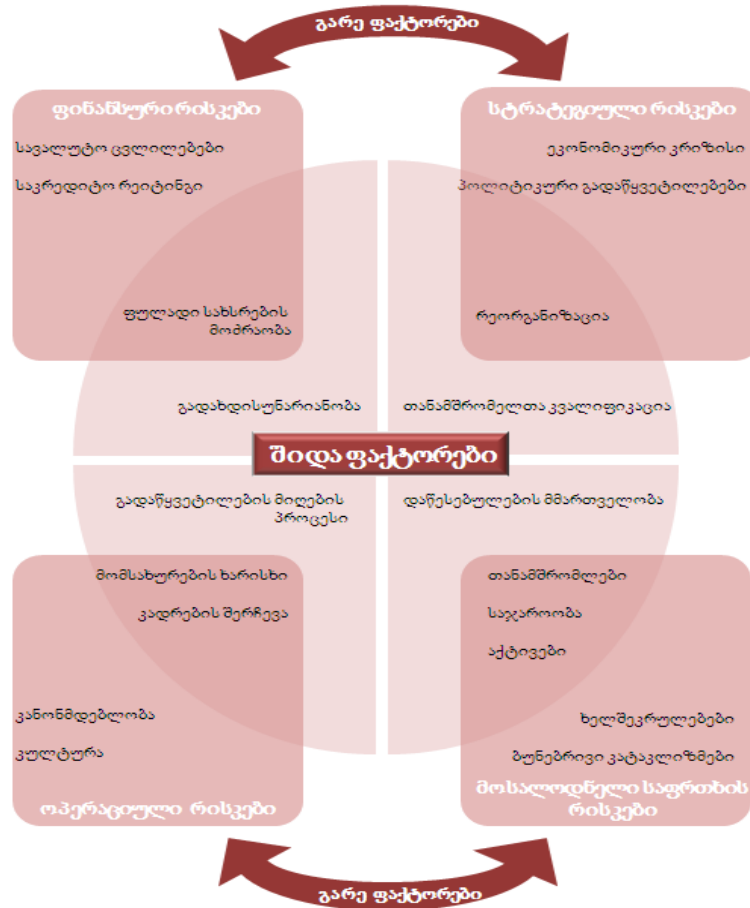 გარე ფაქტორები
ფინანსური რისკები
სავალუტო ცვლილებები
საკრედიტო რეიტინგი
ფულადი სახსრების
მოძრაობა
სტრატეგიული რისკები
ეკონომიკური კრიზისი
პოლიტიკური გადაწყვეტილებები
რეორგანიზაცია
გადახდისუნარიანობა
თანამშრომელთა კვალიფიკაცია
შიდა ფაქტორები
გადაწყვეტილების მიღების
პროცესი
დაწესებულების მმართველობა
მომსახურების ხარისხი
კადრების შერჩევა
კანონმდებლობა
კულტურა
ოპერაციული რისკები
თანამშრომლები
საჯაროობა
აქტივები
ხელშეკრულებები
ბუნებრივი კატაკლიზმები
მოსალოდნელი საფრთხის
რისკები
გარე ფაქტორები